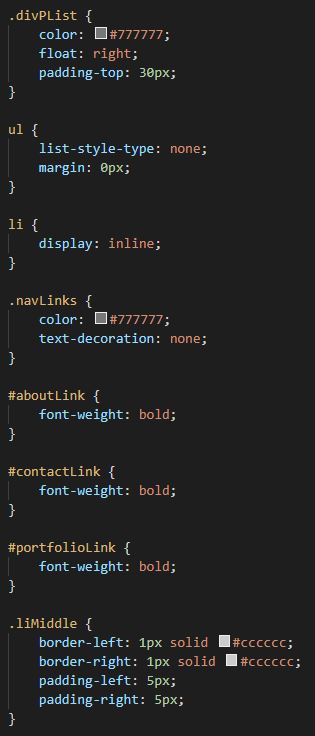 .divPList {
    color: #777777;
    float: right;
    padding-top: 30px;
}

ul {
    list-style-type: none;
    margin: 0px;
}

li {
    display: inline;
}

.navLinks {
    color: #777777;
    text-decoration: none;
}

#aboutLink {
    font-weight: bold;
}

#contactLink {
    font-weight: bold;
}

#portfolioLink {
    font-weight: bold;
}

.liMiddle {
    border-left: 1px solid #cccccc;
    border-right: 1px solid #cccccc;
    padding-left: 5px;
    padding-right: 5px;
}